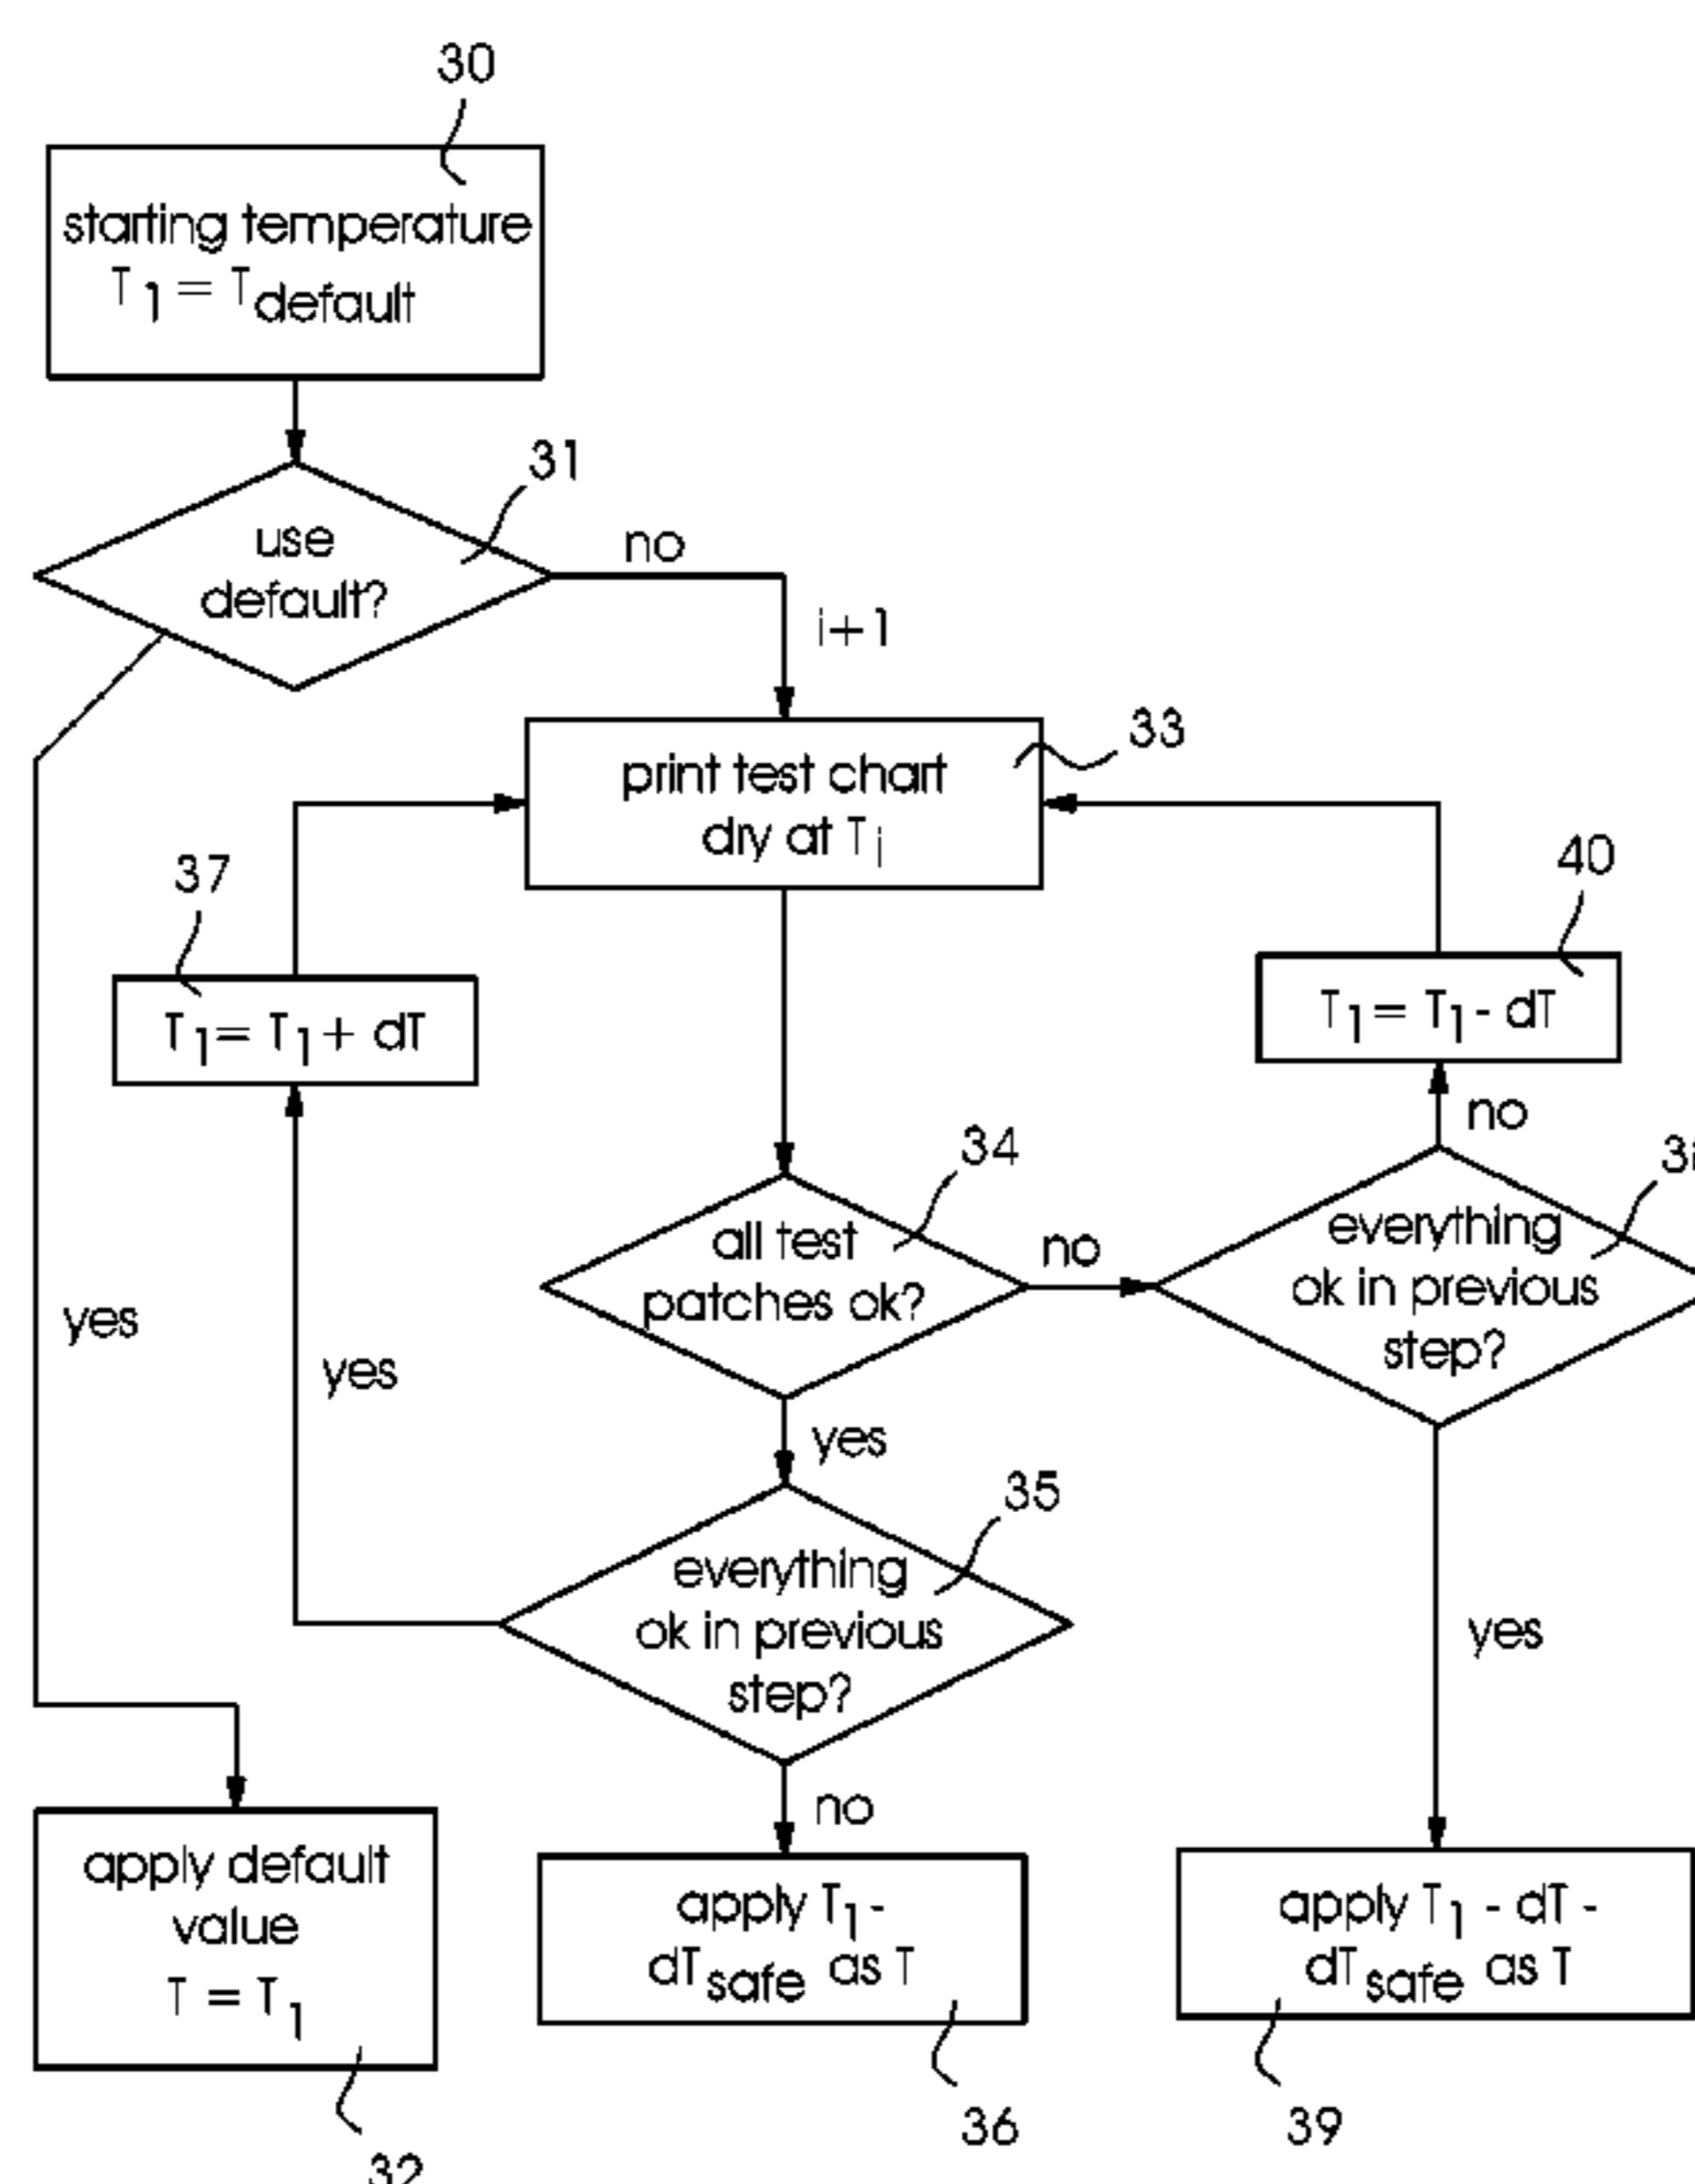 30
starting temperature
T1 = Tdefault
31
use
default?
no
i+1
33
print test chart
dry at Ti
37
T1= T1+ dT
40
T1= T1- dT
no
34
all test
patches ok?
no
everything
ok in previous
step?
yes
yes
yes
35
everything
ok in previous
step?
yes
no
apply default
value
T = T1
apply T1 -
dTsafe as T
apply T1 - dT -
dTsafe as T
36
39
32